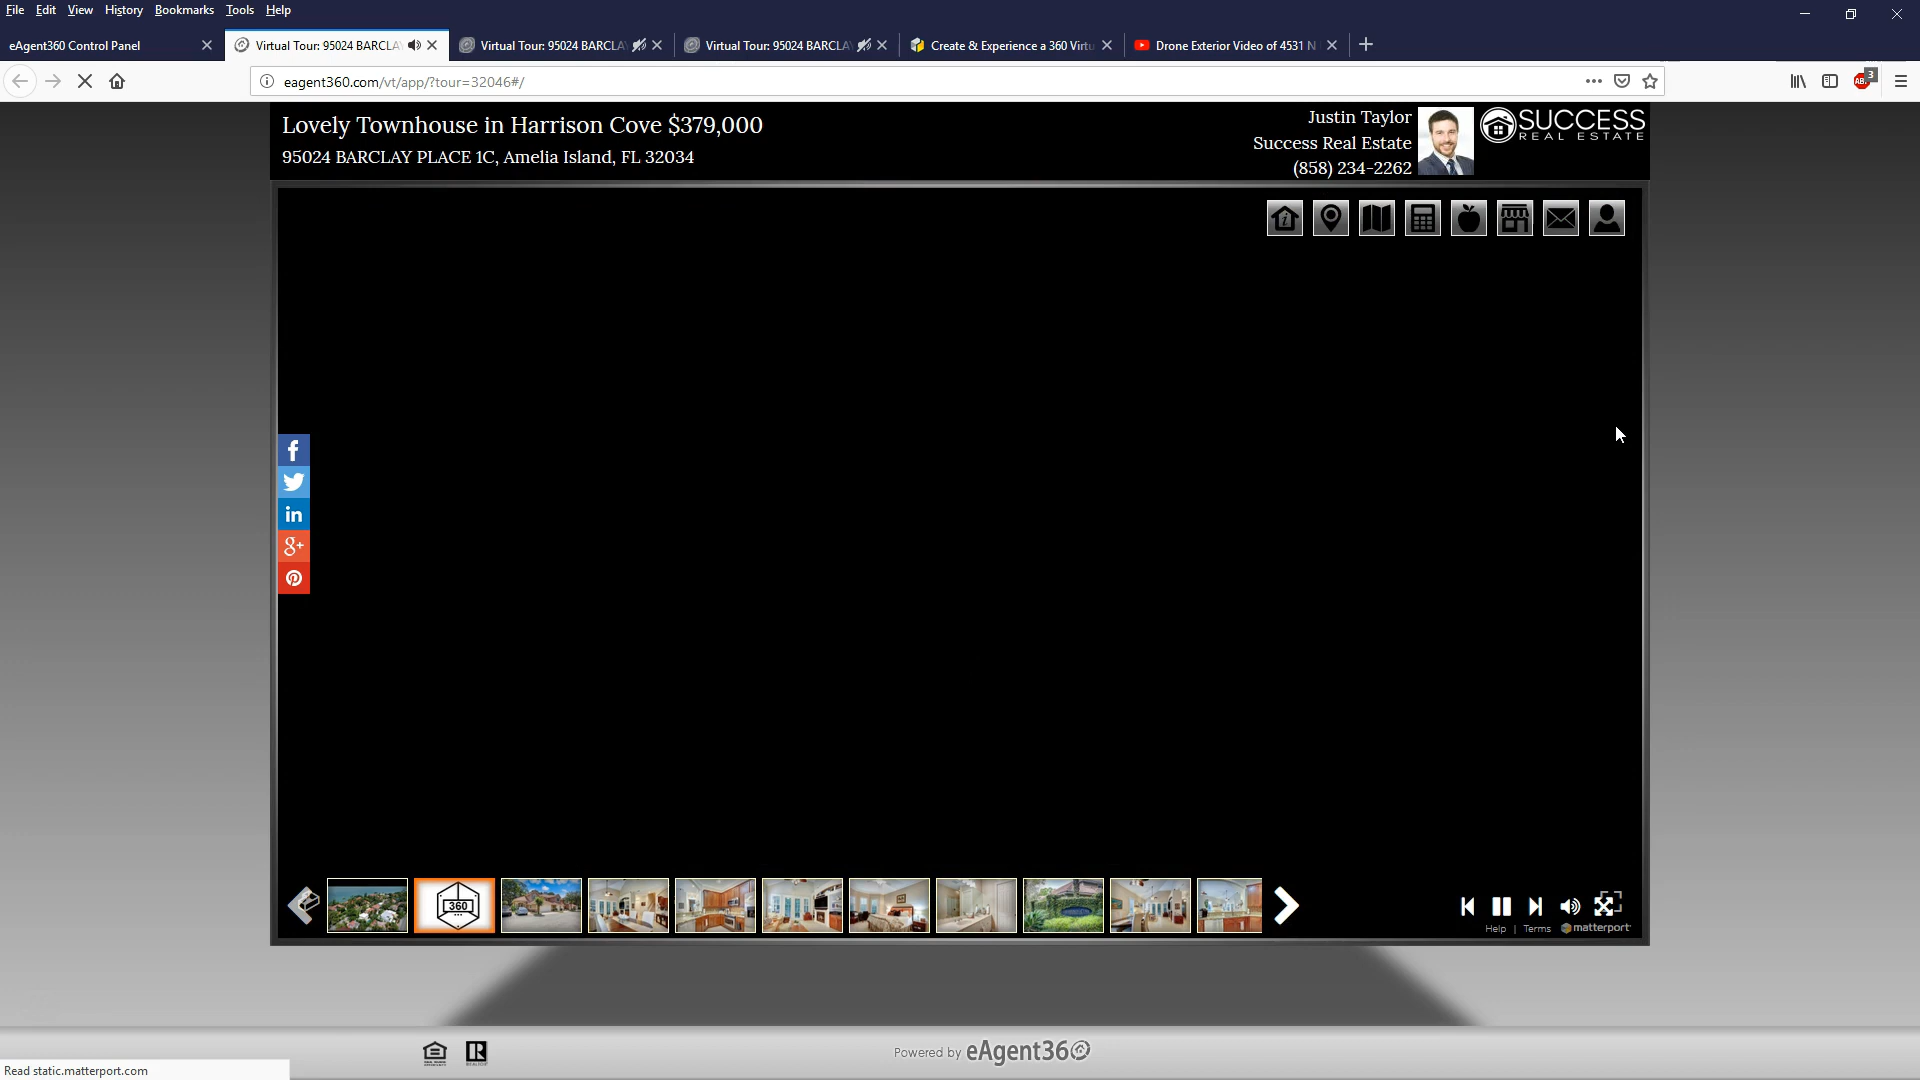 File Edit View History Bookmarks Tools Help
eAgent360 Control Panel
Virtual Tour: 95024 BARCLA
Virtual Tour: 95024 BARCLA
Virtual Tour: 95024 BARCLA
Create & Experience a 360 Virtu
Drone Exterior Video of 4531 N
eagent360.com/vt/app/?tour=32046#/
3
Lovely Townhouse in Harrison Cove $379,000
95024 BARCLAY PLACE 1C, Amelia Island, FL 32034
Justin Taylor
Success Real Estate
(858) 234-2262
SUCCESS
REAL ESTATE
f
in
g+
360
Help | Terms matterport
Powered by eAgent360
Read static.matterport.com